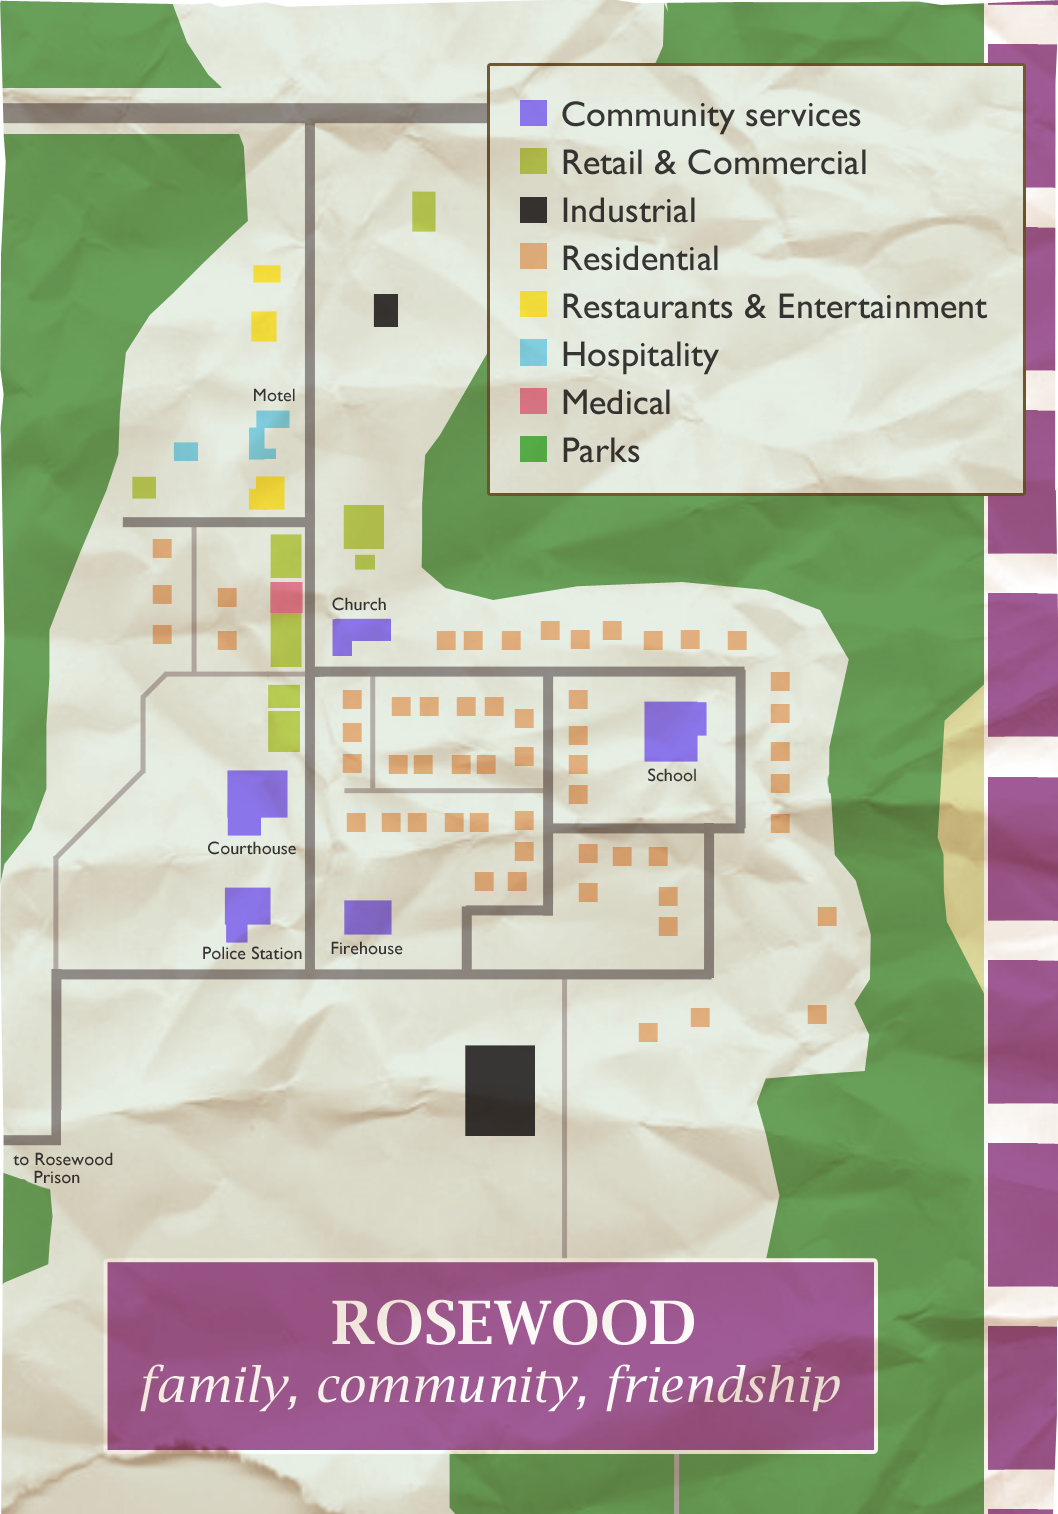 Community services
Retail & Commercial
Industrial
Residential
Restaurants & Entertainment
Hospitality
Medical
Parks
Motel
Church
School
Courthouse
Police Station
Firehouse
to Rosewood
Prison
ROSEWOOD
family, community, friendship